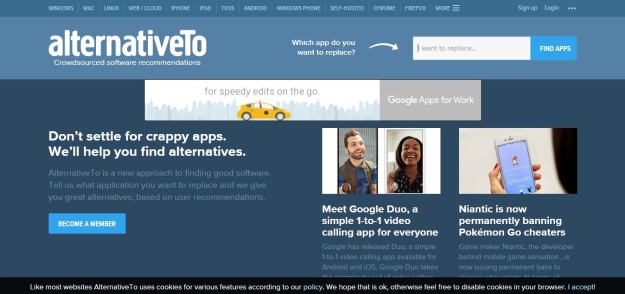 WINDOWS MAC LINUX WEB / CLOUD IPHONE IPAD TVOS ANDROID WINDOWS PHONE SELF-HOSTED CHROME FIREFOX MORE Sign up Login
alternativeTo
Crowdsourced software recommendations
Which app do you
want to replace?
I want to replace...
FIND APPS
for speedy edits on the go.
Google Apps for Work
Don't settle for crappy apps.
We'll help you find alternatives.
AlternativeTo is a new approach to finding good software.
Tell us what application you want to replace and we give
you great alternatives, based on user recommendations.
BECOME A MEMBER
Meet Google Duo, a
simple 1-to-1 video
calling app for everyone
Google has released Duo, a simple
1-to-1 video calling app available for
Android and iOS. Google Duo takes
Niantic is now
permanently banning
Pokémon Go cheaters
Game maker Niantic, the developer
behind mobile game sensation , is
now issuing permanent bans to
Like most websites AlternativeTo uses cookies for various features according to our policy. We hope that is ok, otherwise feel free to disable cookies in your browser. I accept!